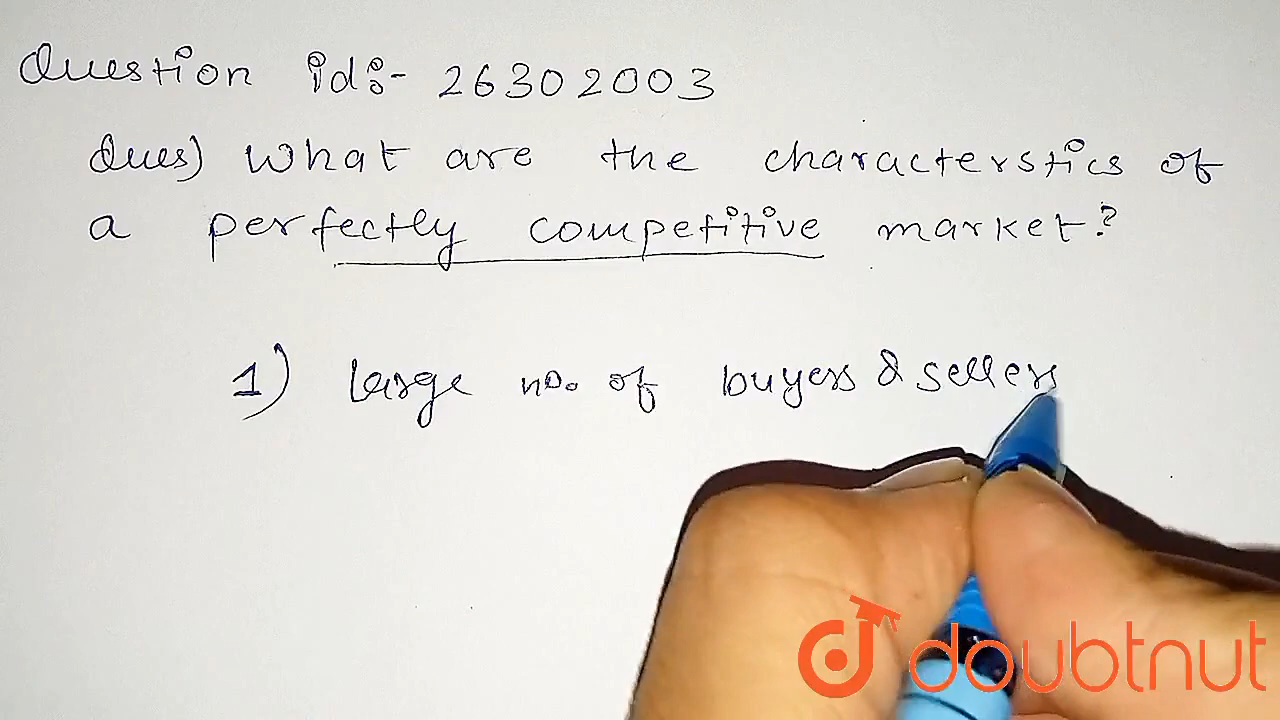 Question id:- 26302003
Ques) What are the characterstics of
a perfectly competitive market?
1) Large no. of buyers & sellers
doubtnut